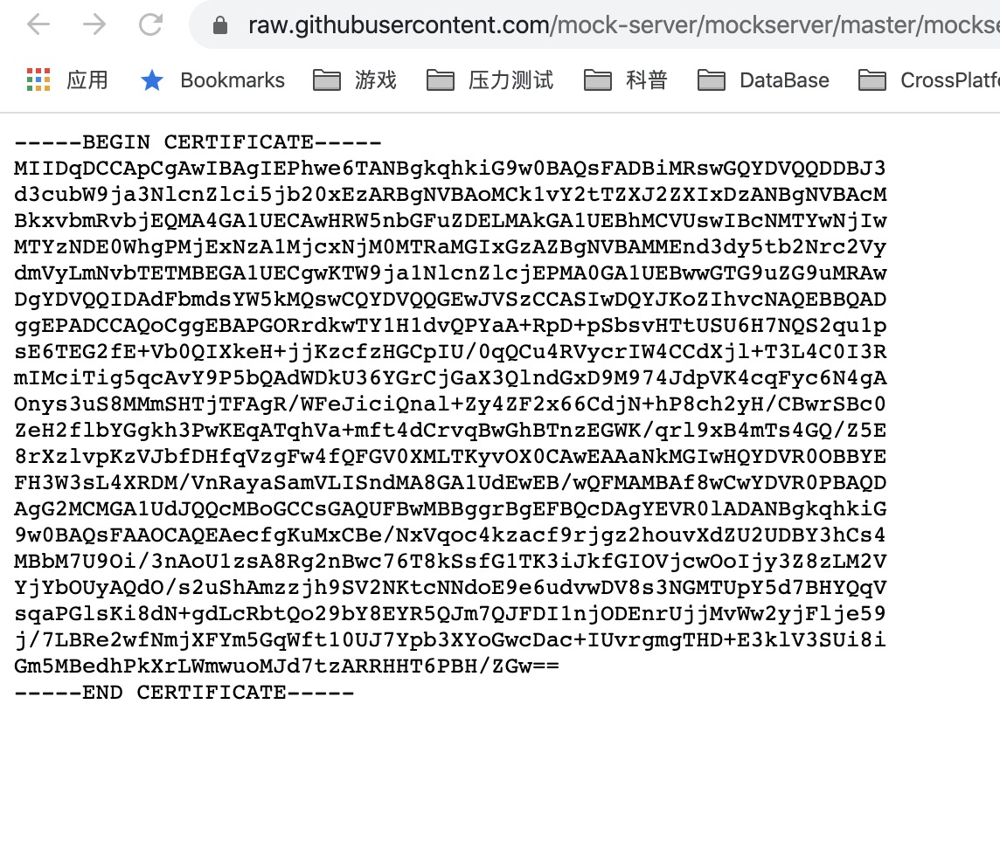 raw.githubusercontent.com/mock-server/mockserver/master/mockse
应用 Bookmarks 游戏 压力测试 科普 DataBase CrossPlatf
-----BEGIN CERTIFICATE-----
MIIDqDCCApCgAwIBAgIEPhwe6TANBgkqhkiG9w0BAQsFADBiMRswGQYDVQQDDBJ3
d3cubW9ja3NlcnZlci5jb20xEzARBgNVBAoMCk1vY2tTZXJ2ZXIxDzANBgNVBAcM
BkxvbmRvbjEQMA4GA1UECAwHRW5nbGFuZDELMAkGA1UEBhMCVUswIBcNMTYwNjIw
MTYzNDE0WhgPMjExNzA1MjcxNjM0MTRaMGIxGzAZBgNVBAMMEnd3dy5tb2Nrc2Vy
dmVyLmNvbTETMBEGA1UECgwKTW9ja1NlcnZlcjEPMA0GA1UEBwwGTG9uZG9uMRAw
DgYDVQQIDAdFbmdsYW5kMQswCQYDVQQGEwJVSzCCASIwDQYJKoZIhvcNAQEBBQAD
ggEPADCCAQoCggEBAPGORrdkwTY1H1dvQPYaA+RpD+pSbsvHTtUSU6H7NQS2qu1p
sE6TEG2fE+Vb0QIXkeH+jjKzcfzHGCpIU/0qQCu4RVycrIW4CCdXjl+T3L4C0I3R
mIMciTig5qcAvY9P5bQAdWDkU36YGrCjGaX3QlndGxD9M974JdpVK4cqFyc6N4gA
Onys3uS8MMmSHTjTFAgR/WFeJiciQnal+Zy4ZF2x66CdjN+hP8ch2yH/CBwrSBc0
ZeH2flbYGgkh3PwKEqATqhVa+mft4dCrvqBwGhBTnzEGWK/qrl9xB4mTs4GQ/Z5E
8rXzlvpKzVJbfDHfqVzgFw4fQFGV0XMLTKyvOX0CAwEAAaNkMGIwHQYDVR0OBBYE
FH3W3sL4XRDM/VnRayaSamVLISndMA8GA1UdEwEB/wQFMAMBAf8wCwYDVR0PBAQD
AgG2MCMGA1UdJQQcMBoGCCsGAQUFBwMBBggrBgEFBQcDAgYEVR0lADANBgkqhkiG
9w0BAQsFAAOCAQEAecfgKuMxCBe/NxVqoc4kzacf9rjgz2houvXdZU2UDBY3hCs4
MBbM7U9Oi/3nAoU1zsA8Rg2nBwc76T8kSsfG1TK3iJkfGIOVjcwOoIjy3Z8zLM2V
YjYbOUyAQdO/s2uShAmzzjh9SV2NKtcNNdoE9e6udvwDV8s3NGMTUpY5d7BHYQqV
sqaPGlsKi8dN+gdLcRbtQo29bY8EYR5QJm7QJFDI1njODEnrUjjMvWw2yjFlje59
j/7LBRe2wfNmjXFYm5GqWft10UJ7Ypb3XYoGwcDac+IUvrgmgTHD+E3klV3SUi8i
Gm5MBedhPkXrLWmwuoMJd7tzARRHHT6PBH/ZGw==
-----END CERTIFICATE-----